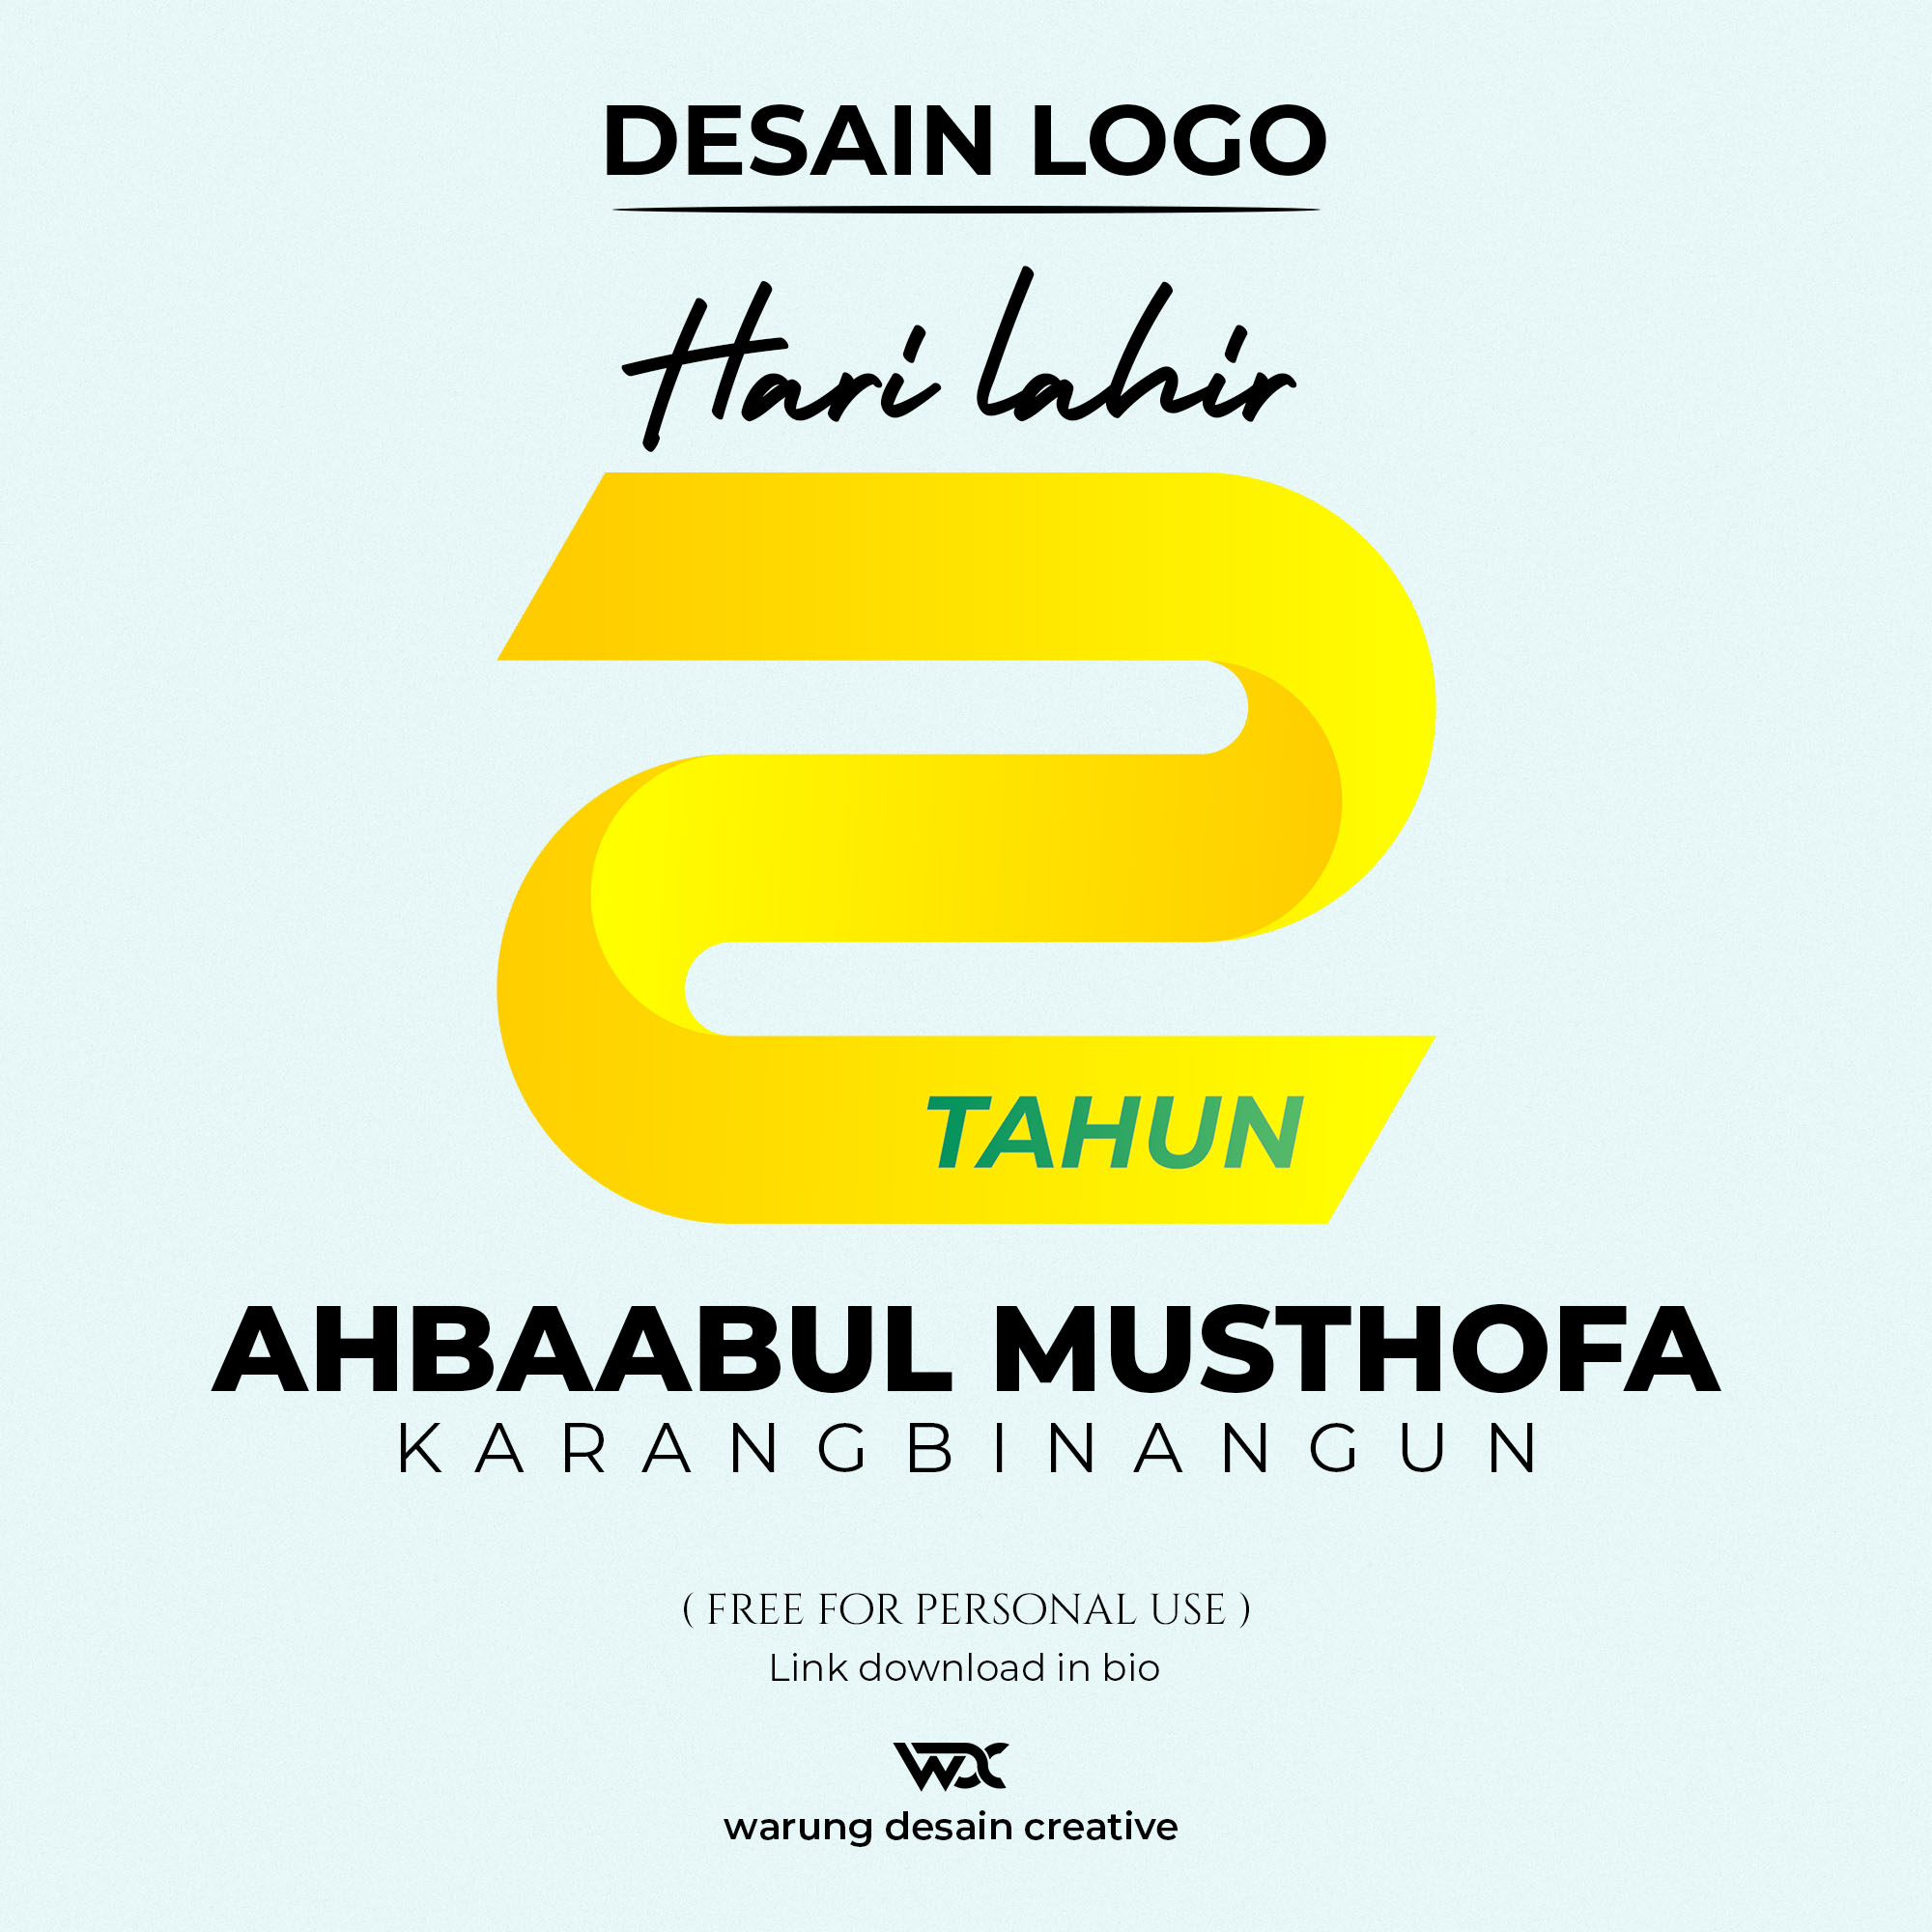 DESAIN LOGO
Hari lahir
2
TAHUN
AHBAABUL MUSTHOFA
KARANGBINANGUN
( FREE FOR PERSONAL USE )
Link download in bio
WDC
warung desain creative